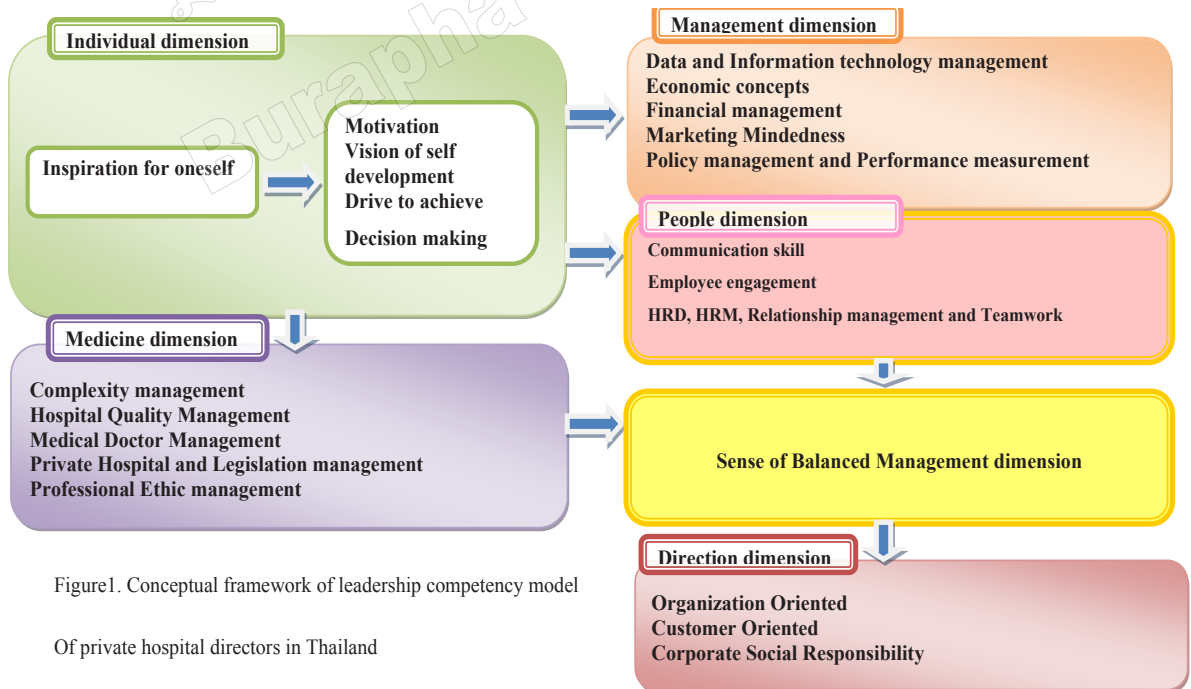 Individual dimension
Inspiration for oneself
Motivation
Vision of self
development
Drive to achieve
Decision making
Management dimension
Data and Information technology management
Economic concepts
Financial management
Marketing Mindedness
Policy management and Performance measurement
People dimension
Communication skill
Employee engagement
HRD, HRM, Relationship management and Teamwork
Medicine dimension
Complexity management
Hospital Quality Management
Medical Doctor Management
Private Hospital and Legislation management
Professional Ethic management
Sense of Balanced Management dimension
Direction dimension
Organization Oriented
Customer Oriented
Corporate Social Responsibility
Figure1. Conceptual framework of leadership competency model
Of private hospital directors in Thailand
Burapha